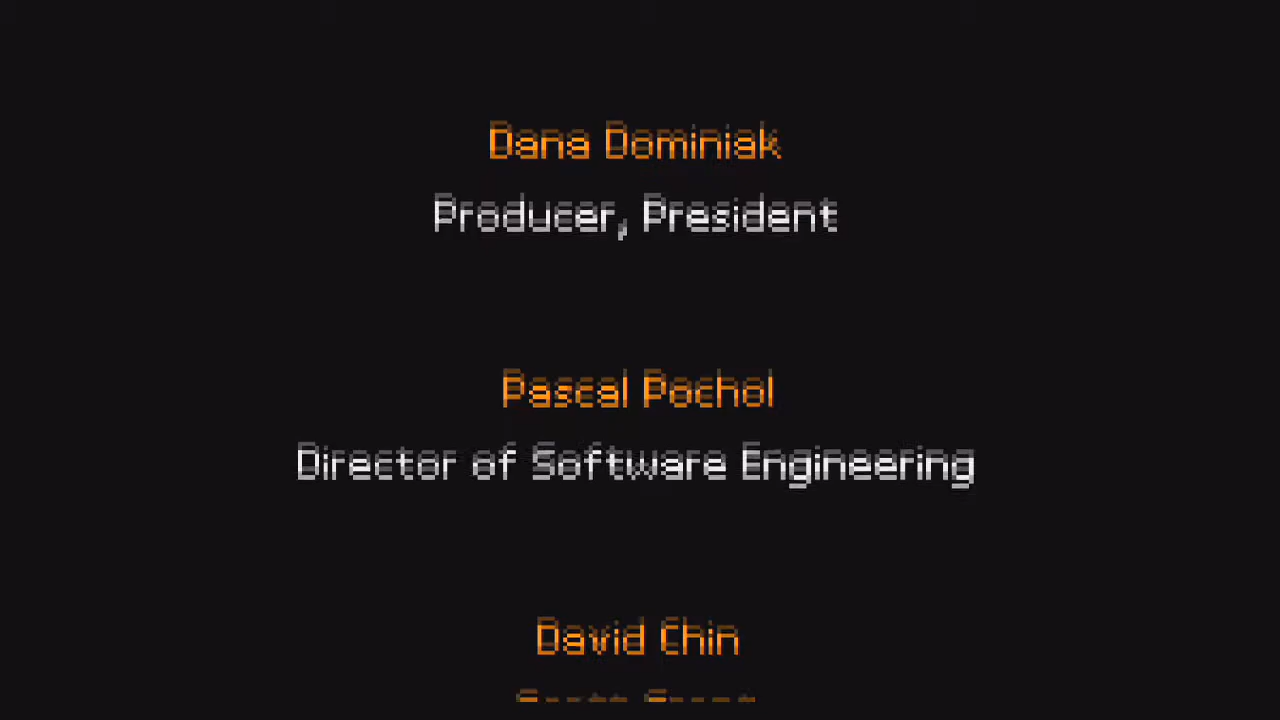 Dana Dominiak
Producer, President
Pascal Pochol
Director of Software Engineering
David Chin